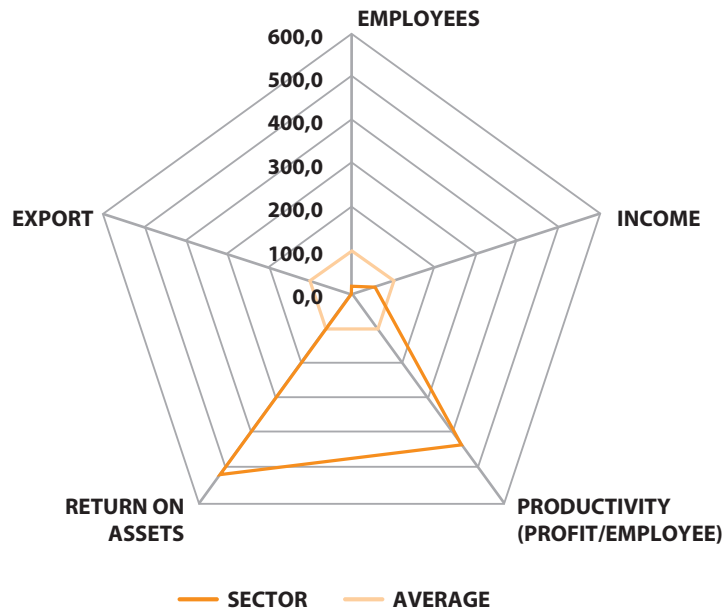 EMPLOYEES
600,0
500,0
400,0
300,0
200,0
100,0
0,0
EXPORT
INCOME
RETURN ON
ASSETS
PRODUCTIVITY
(PROFIT/EMPLOYEE)
SECTOR
AVERAGE